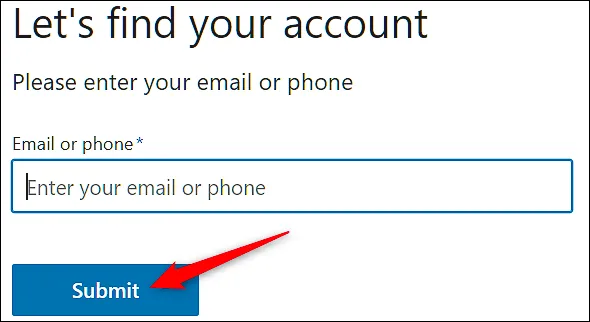 Let's find your account
Please enter your email or phone
Email or phone*
Enter your email or phone
Submit